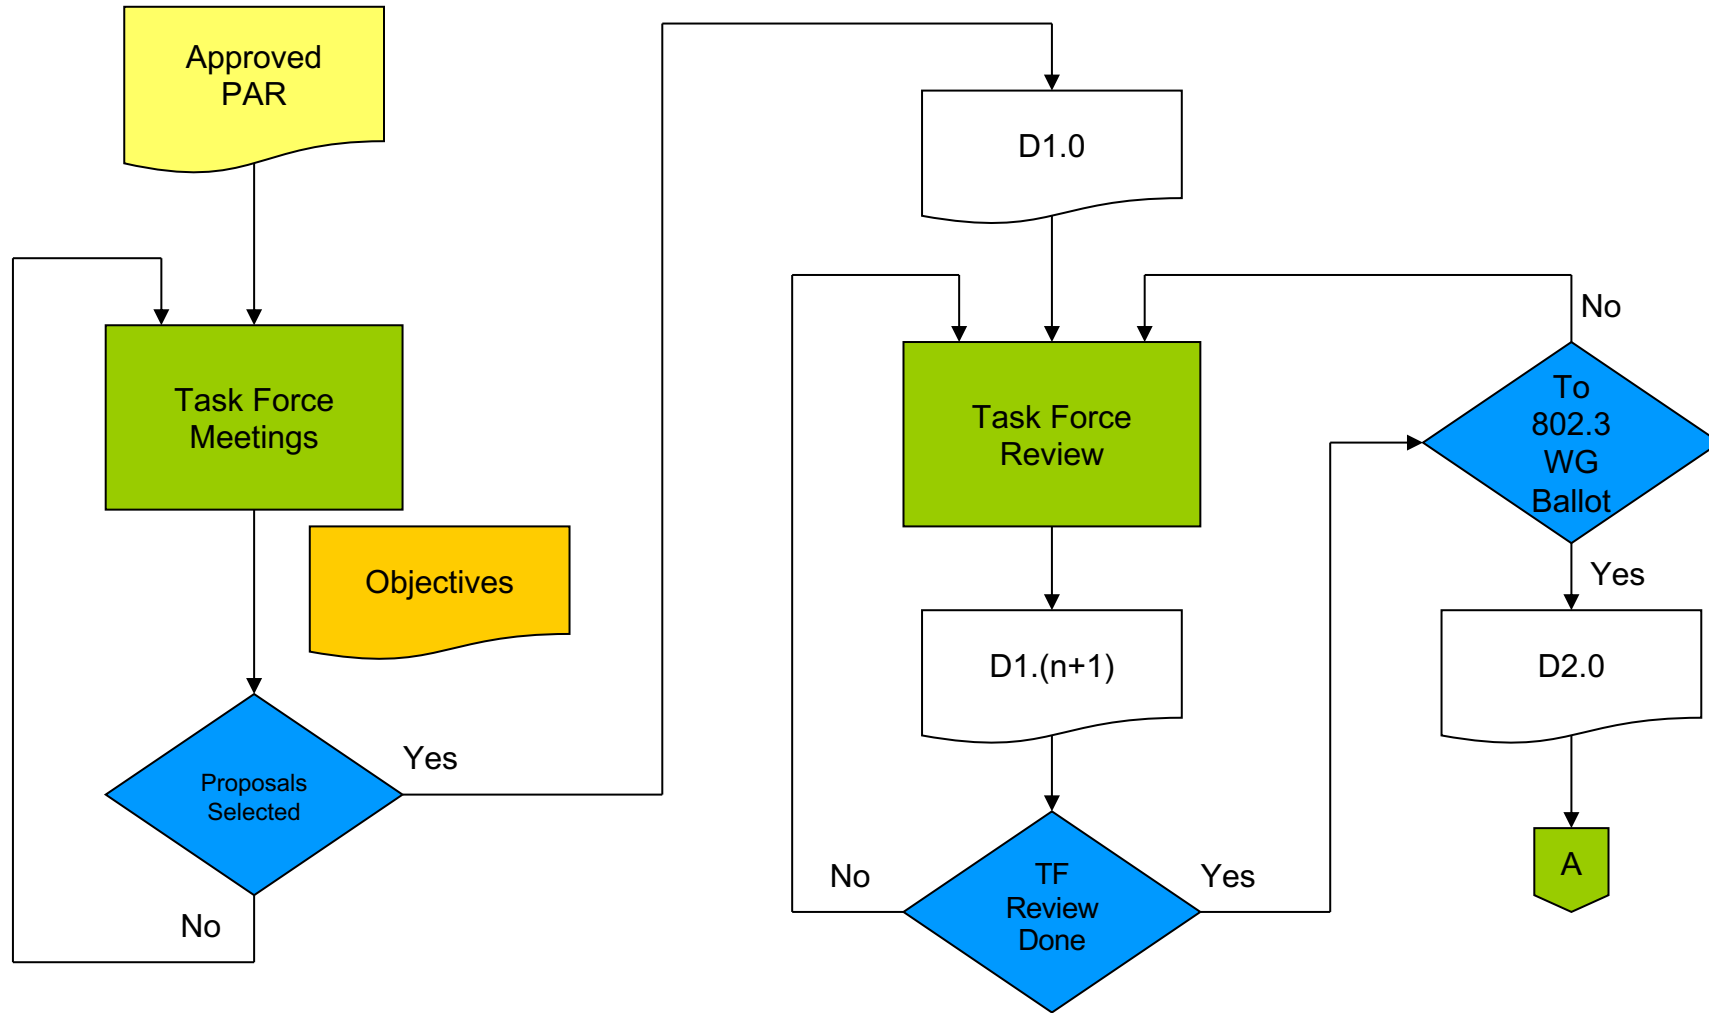 Approved
PAR
Task Force
Meetings
Objectives
Proposals
Selected
Yes
No
D1.0
Task Force
Review
D1.(n+1)
TF
Review
Done
No
Yes
To
802.3
WG
Ballot
No
Yes
D2.0
A